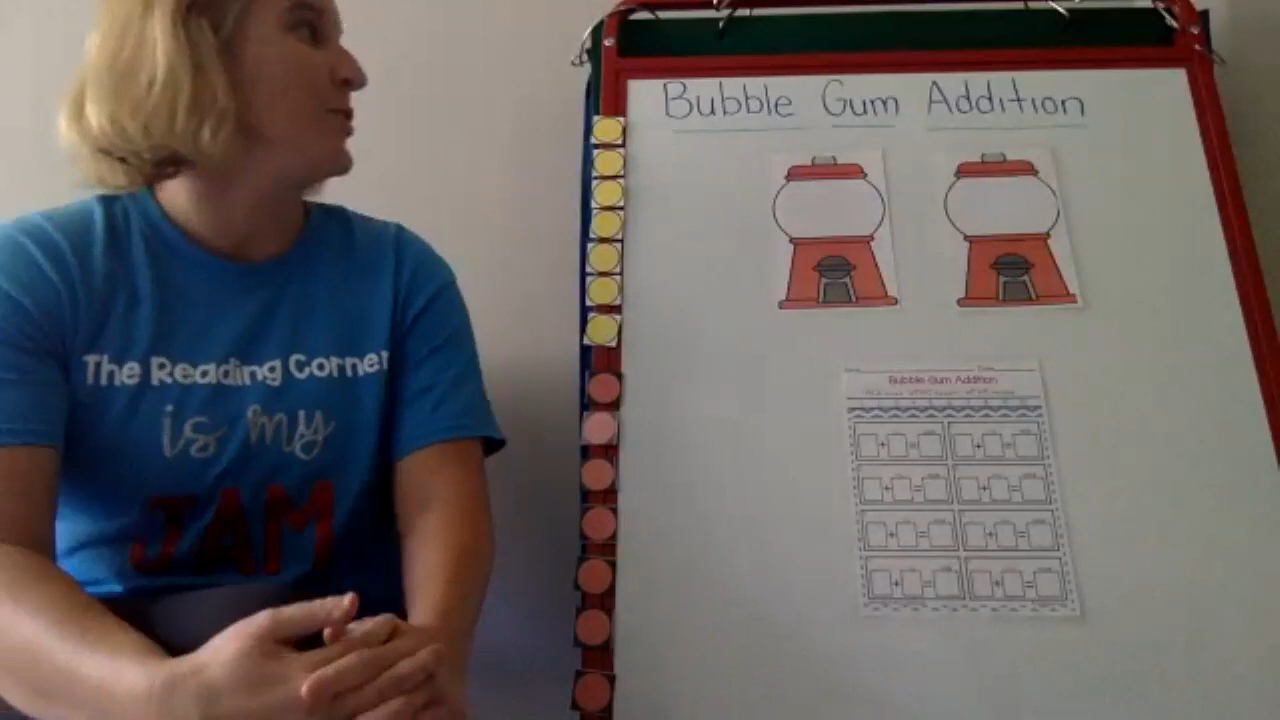 Bubble Gum Addition
The Reading Corner
is my
JAM
Bubble Gum Addition
+ =
+ =
+ =
+ =
+ =
+ =
+ =
+ =